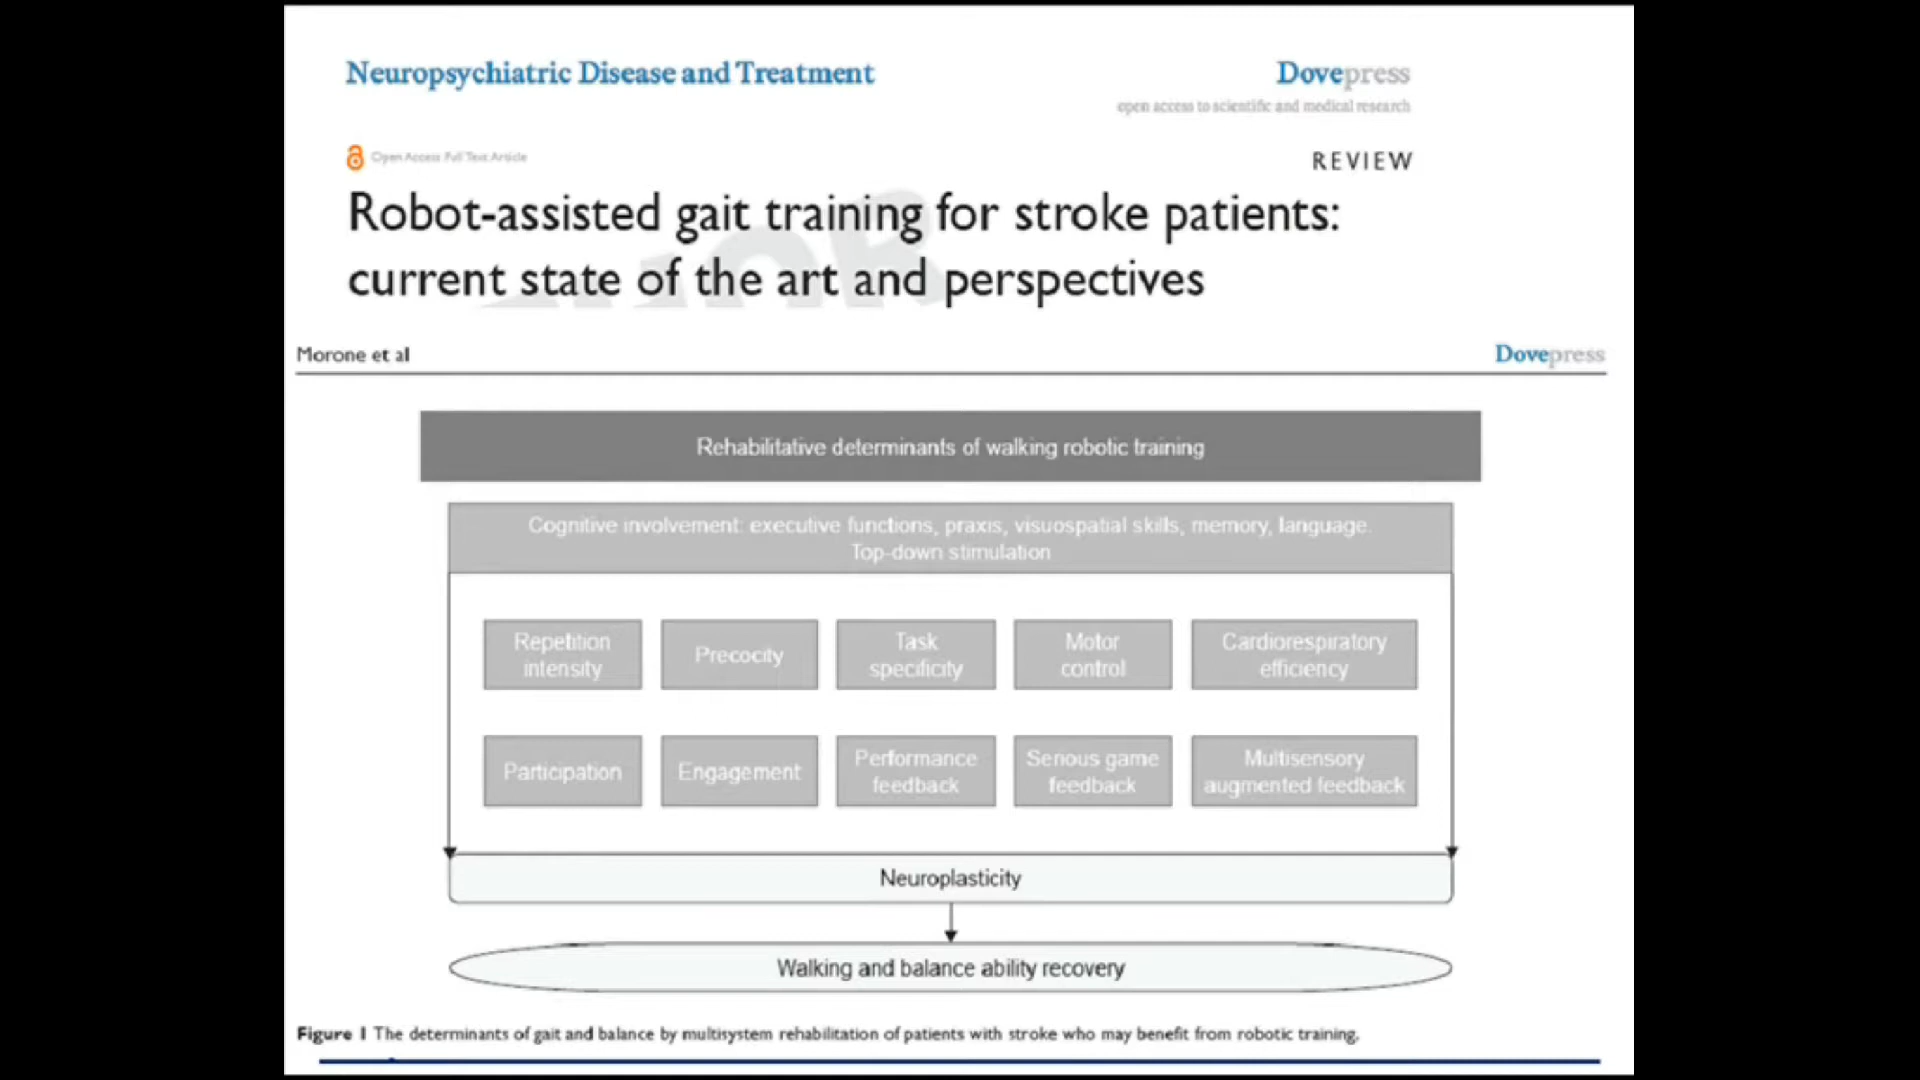 Neuropsychiatric Disease and Treatment
Dovepress
open access to scientific and medical research
Open Access Full Text Article
REVIEW
Robot-assisted gait training for stroke patients:
current state of the art and perspectives
Morone et al
Dovepress
Rehabilitative determinants of walking robotic training
Cognitive involvement: executive functions, praxis, visuospatial skills, memory, language.
Top-down stimulation
Repetition
intensity
Precocity
Task
specificity
Motor
control
Cardiorespiratory
efficiency
Participation
Engagement
Performance
feedback
Serious game
feedback
Multisensory
augmented feedback
Neuroplasticity
Walking and balance ability recovery
Figure 1 The determinants of gait and balance by multisystem rehabilitation of patients with stroke who may benefit from robotic training.